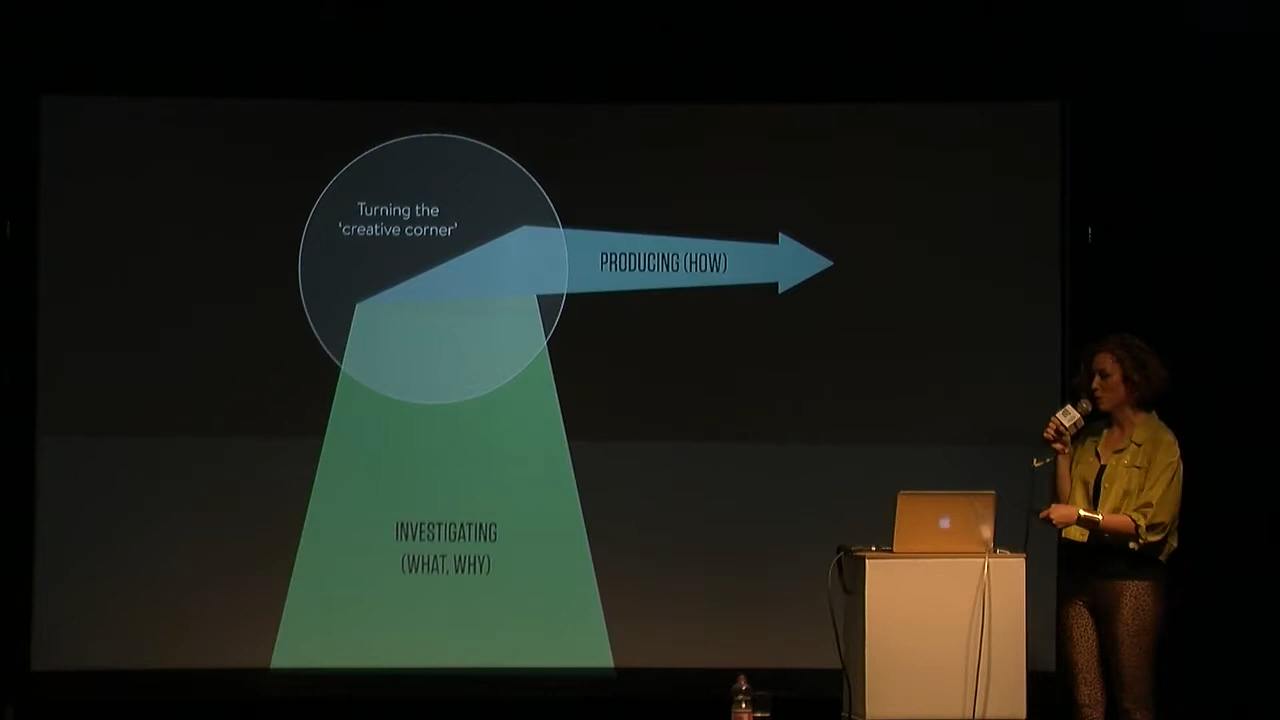 Turning the
'creative corner'
PRODUCING (HOW)
INVESTIGATING
(WHAT, WHY)